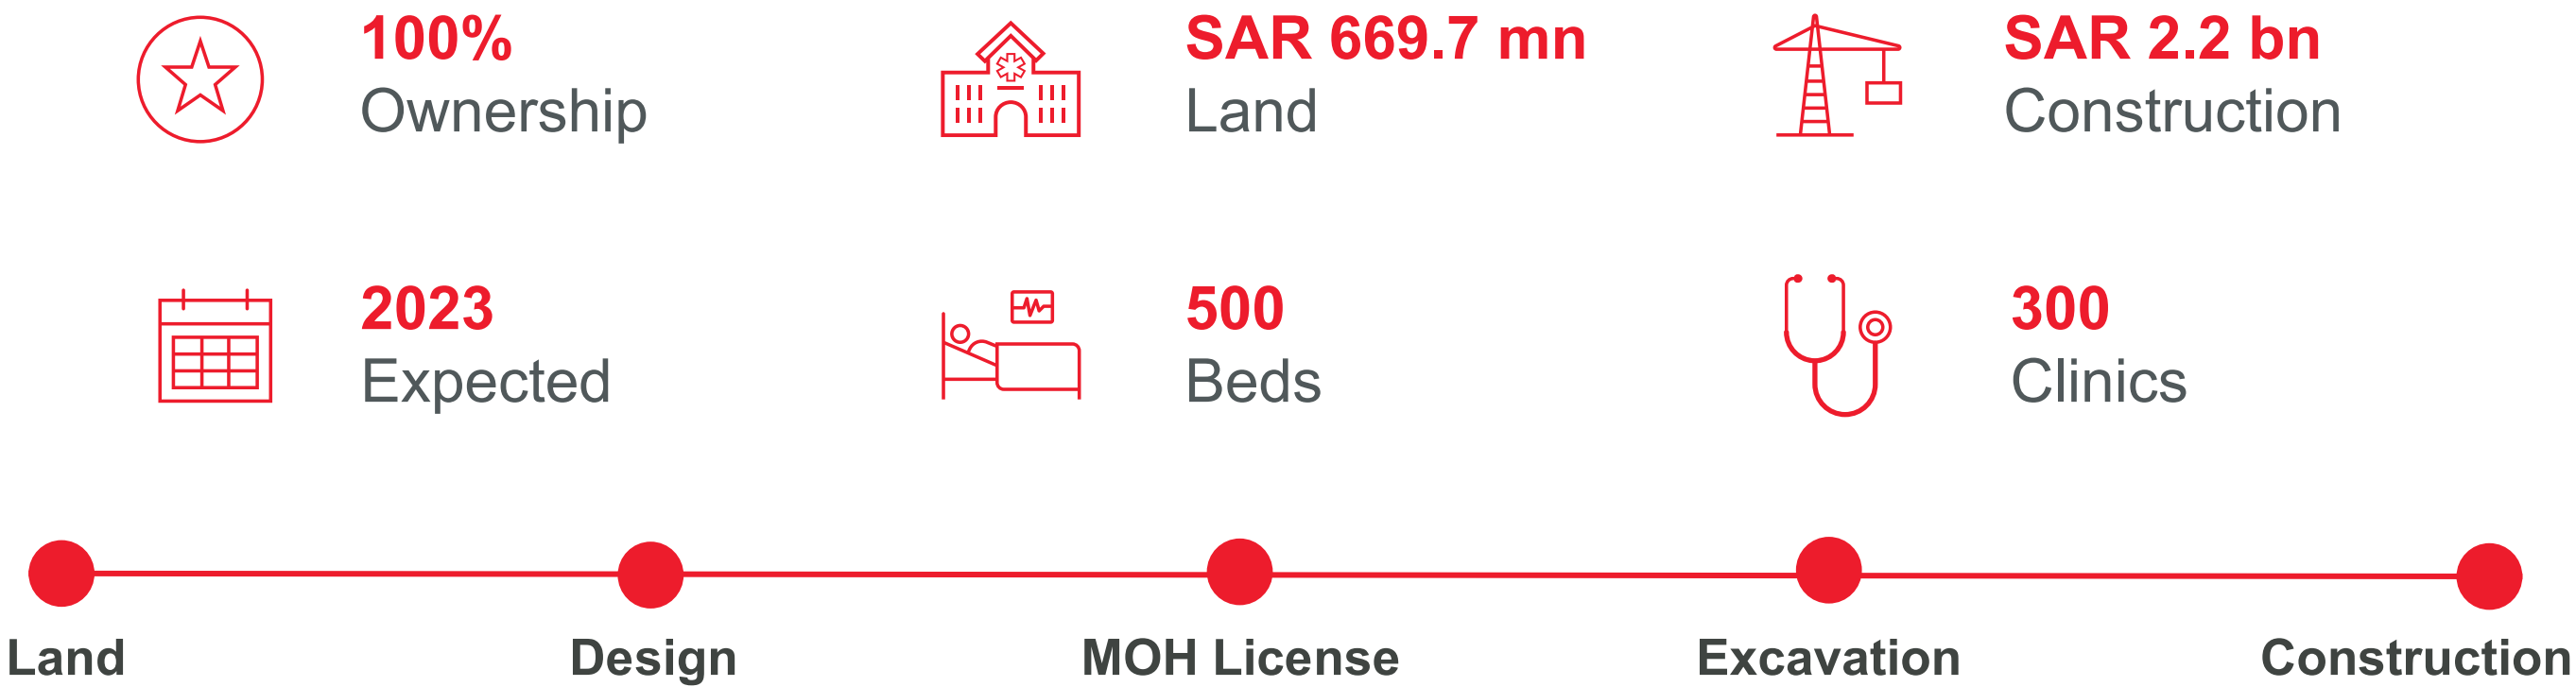 100%
Ownership
SAR 669.7 mn
Land
SAR 2.2 bn
Construction
2023
Expected
500
Beds
300
Clinics
Land
Design
MOH License
Excavation
Construction